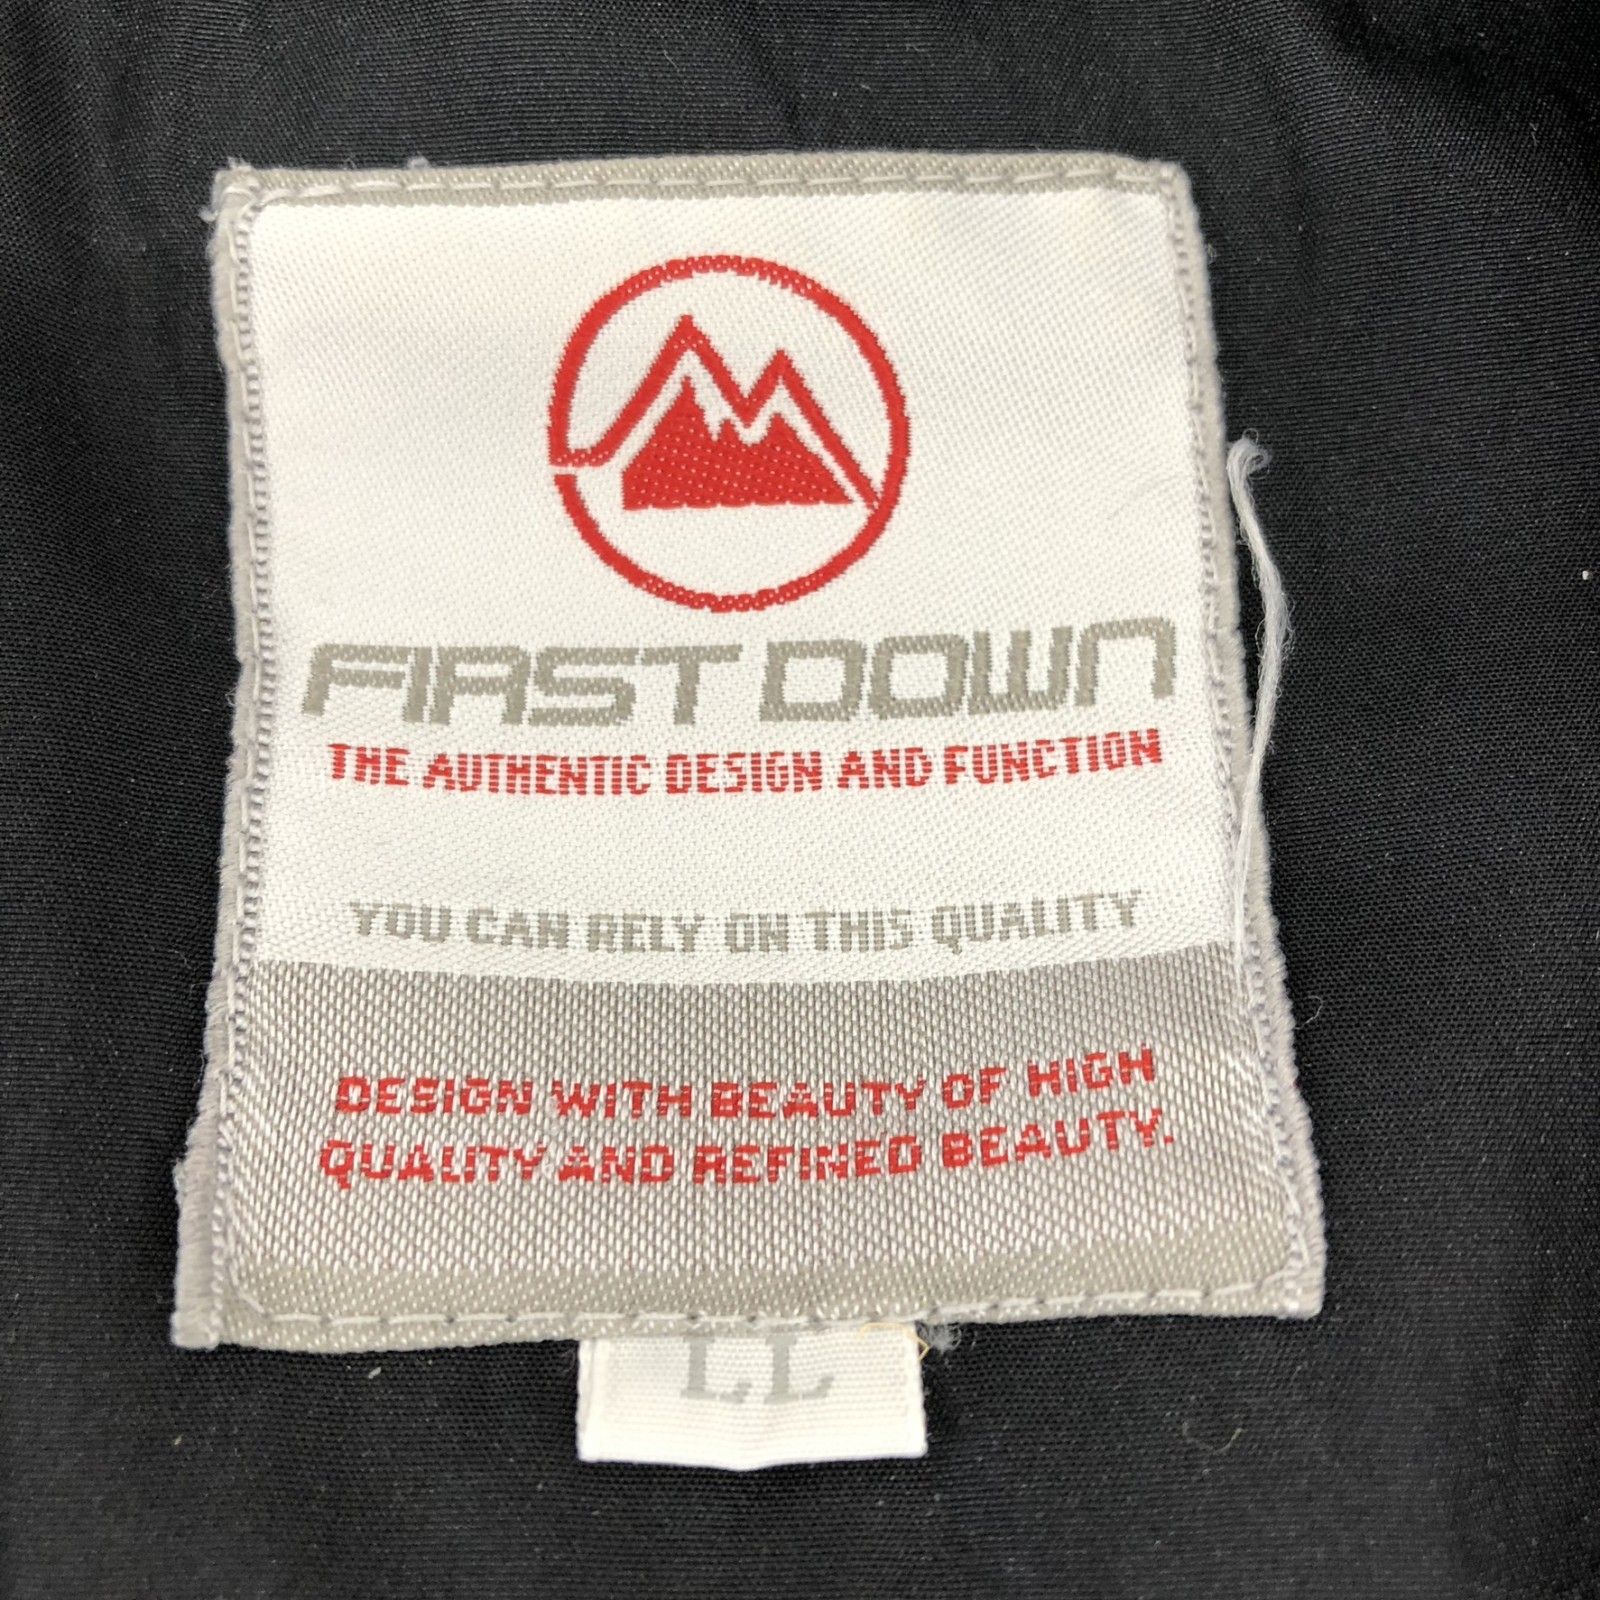 FIRST DOWN
THE AUTHENTIC DESIGN AND FUNCTION
YOU CAN RELY ON THIS QUALITY
DESIGN WITH BEAUTY OF HIGH
QUALITY AND REFINED BEAUTY.
LL